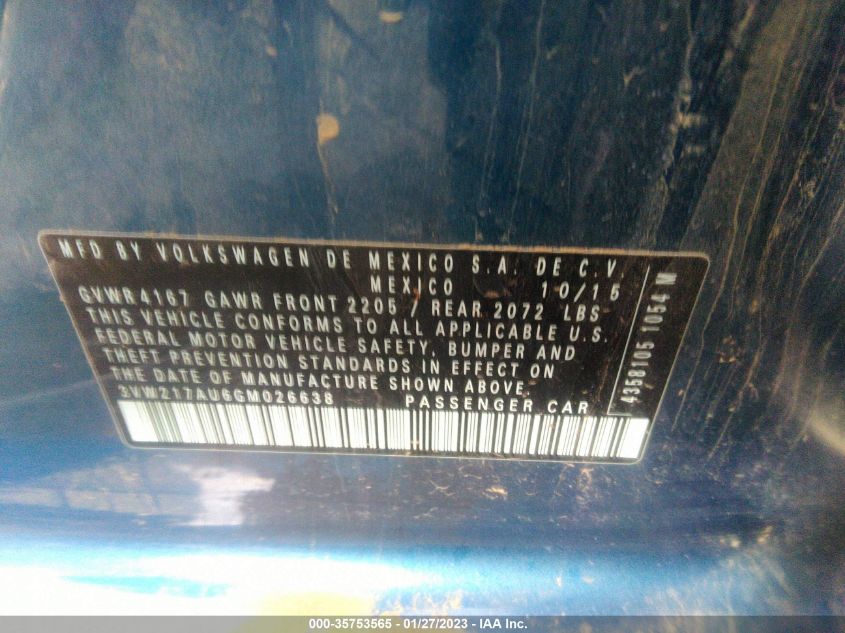 MFD BY VOLKSWAGEN DE MEXICO S.A. DE C.V.
MEXICO 10/15
GVWR 4167 GAWR FRONT 2205 / REAR 2072 LBS
THIS VEHICLE CONFORMS TO ALL APPLICABLE U.S.
FEDERAL MOTOR VEHICLE SAFETY, BUMPER AND
THEFT PREVENTION STANDARDS IN EFFECT ON
THE DATE OF MANUFACTURE SHOWN ABOVE.
3VW217AU6GM026638 PASSENGER CAR
4358105 1054 M
000-35753565 - 01/27/2023 - IAA Inc.